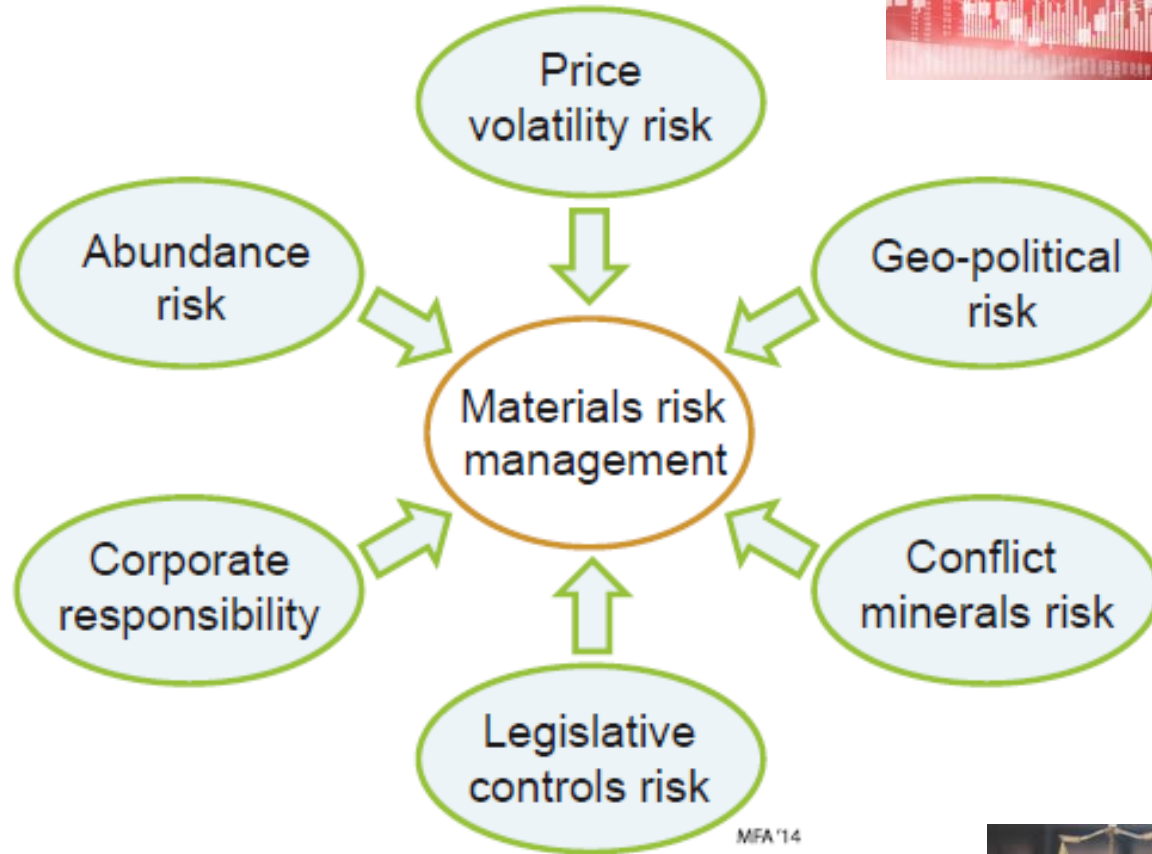 Price
volatility risk
Abundance
risk
Geo-political
risk
Materials risk
management
Corporate
responsibility
Conflict
minerals risk
Legislative
controls risk
MFA '14